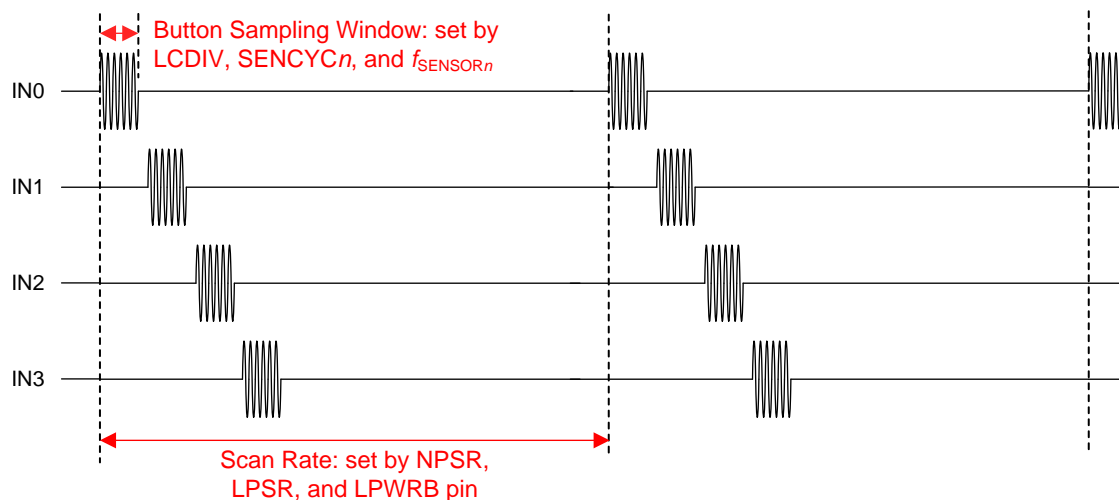 Button Sampling Window: set by
LCDIV, SENCYCn, and fSENSORn
IN0
IN1
IN2
IN3
Scan Rate: set by NPSR,
LPSR, and LPWRB pin